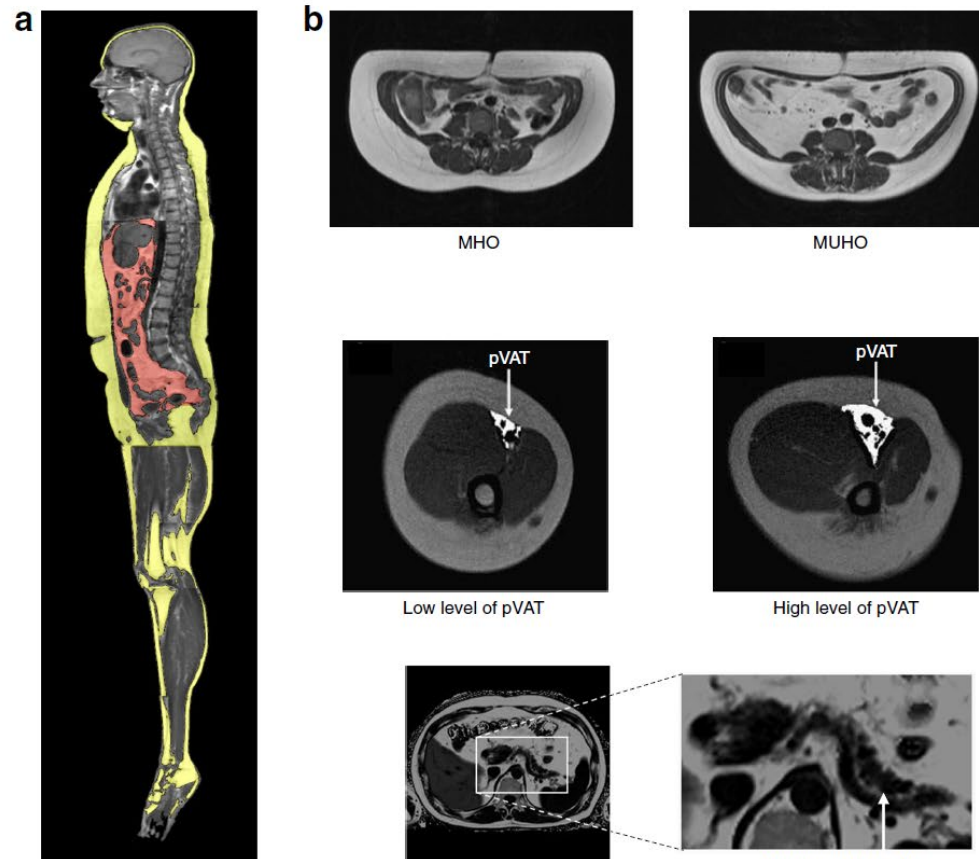 a
b
MHO
MUHO
pVAT
pVAT
Low level of pVAT
High level of pVAT